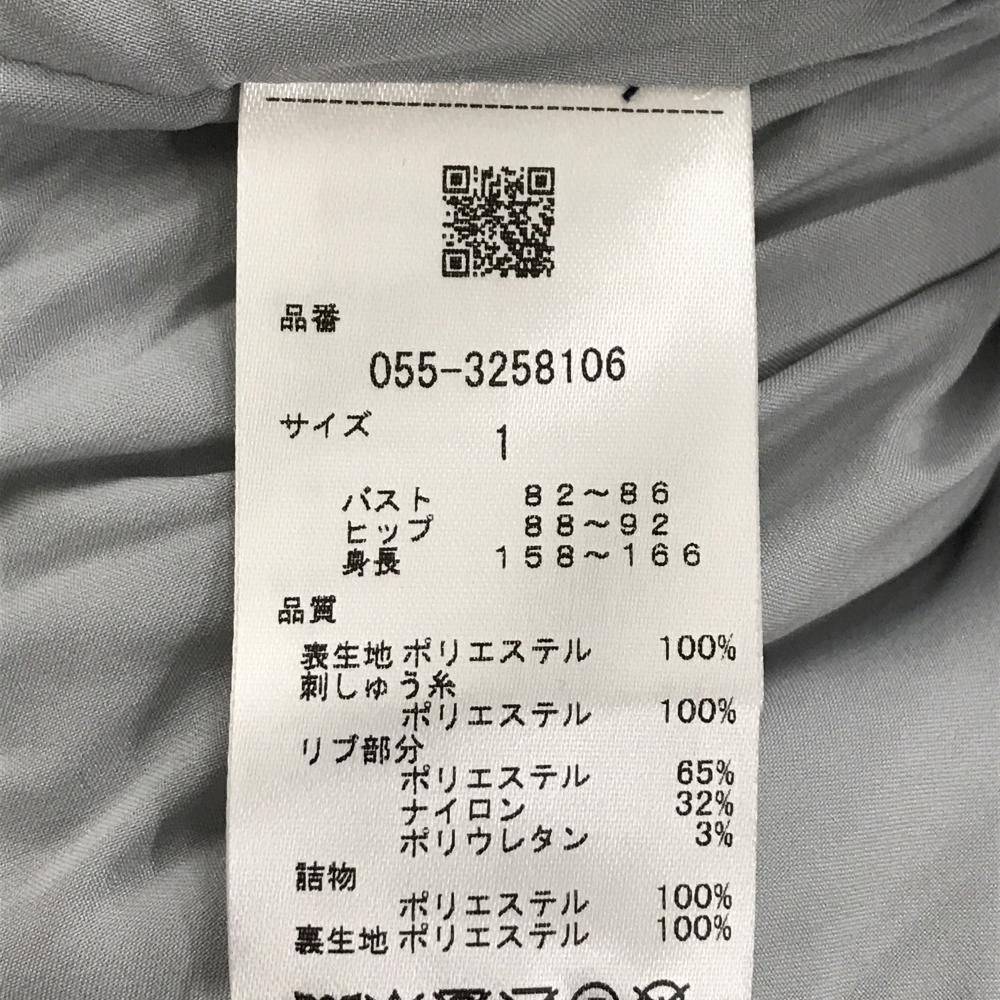 品番
055-3258106
サイズ 1
バスト 82～86
ヒップ 88～92
身長 158～166
品質
表生地 ポリエステル 100%
刺しゅう糸
ポリエステル 100%
リブ部分
ポリエステル 65%
ナイロン 32%
ポリウレタン 3%
詰物
ポリエステル 100%
裏生地 ポリエステル 100%